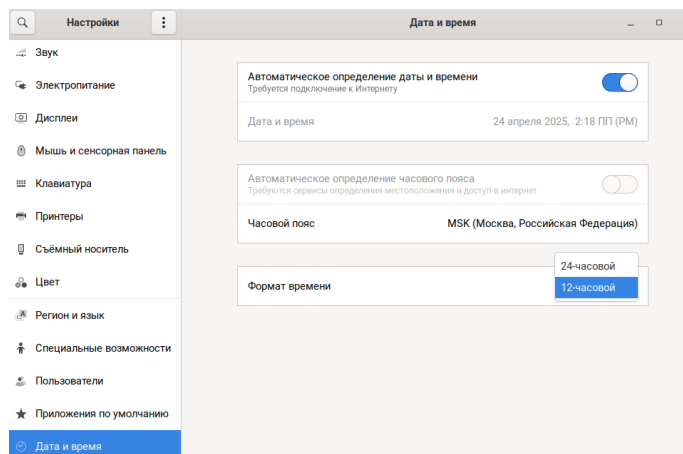 Настройки
Дата и время
Звук
Электропитание
Дисплеи
Мышь и сенсорная панель
Клавиатура
Принтеры
Съёмный носитель
Цвет
Регион и язык
Специальные возможности
Пользователи
Приложения по умолчанию
Дата и время
Автоматическое определение даты и времени
Требуется подключение к Интернету
Дата и время 24 апреля 2025, 2:18 ПП (PM)
Автоматическое определение часового пояса
Требуются сервисы определения местоположения и доступ в интернет
Часовой пояс MSK (Москва, Российская Федерация)
24-часовой
Формат времени 12-часовой